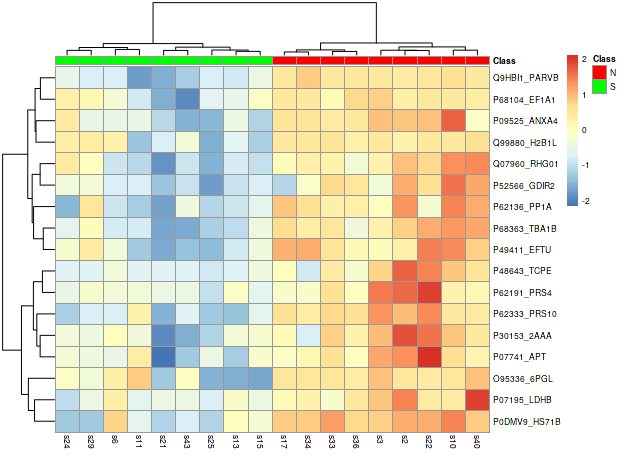 Class
Q9HBI1_PARVB
P68104_EF1A1
P09525_ANXA4
Q99880_H2B1L
Q07960_RHG01
P52566_GDIR2
P62136_PP1A
P68363_TBA1B
P49411_EFTU
P48643_TCPE
P62191_PRS4
P62333_PRS10
P30153_2AAA
P07741_APT
O95336_6PGL
P07195_LDHB
P0DMV9_HS71B
s24 s29 s6 s11 s21 s43 s25 s13 s15 s17 s34 s33 s36 s3 s2 s22 s10 s40
2
1
0
-1
-2
Class
N
S